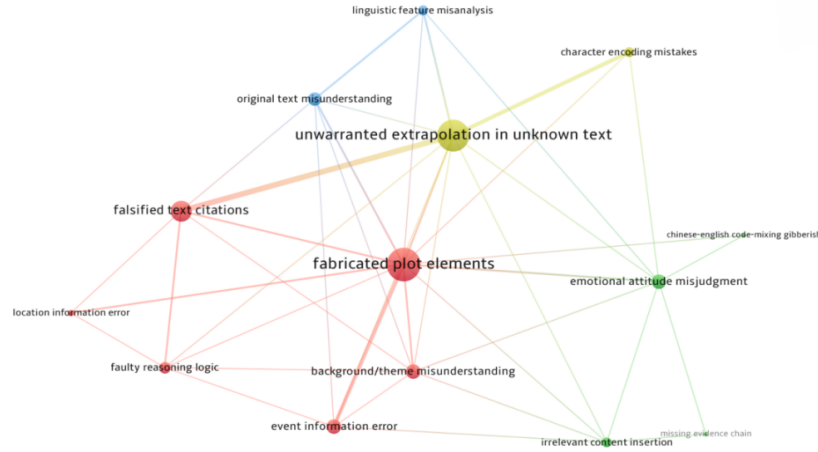 linguistic feature misanalysis
character encoding mistakes
original text misunderstanding
unwarranted extrapolation in unknown text
falsified text citations
chinese-english code-mixing gibberish
fabricated plot elements
emotional attitude misjudgment
location information error
faulty reasoning logic
background/theme misunderstanding
event information error
missing evidence chain
irrelevant content insertion